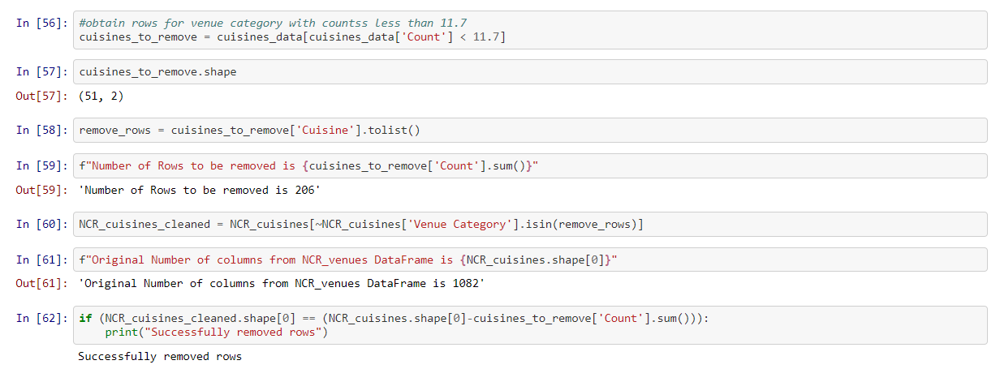 In [56]: #obtain rows for venue category with countss less than 11.7
cuisines_to_remove = cuisines_data[cuisines_data['Count'] < 11.7]
In [57]: cuisines_to_remove.shape
Out[57]: (51, 2)
In [58]: remove_rows = cuisines_to_remove['Cuisine'].tolist()
In [59]: f"Number of Rows to be removed is {cuisines_to_remove['Count'].sum()}"
Out[59]: 'Number of Rows to be removed is 206'
In [60]: NCR_cuisines_cleaned = NCR_cuisines[~NCR_cuisines['Venue Category'].isin(remove_rows)]
In [61]: f"Original Number of columns from NCR_venues DataFrame is {NCR_cuisines.shape[0]}"
Out[61]: 'Original Number of columns from NCR_venues DataFrame is 1082'
In [62]: if (NCR_cuisines_cleaned.shape[0] == (NCR_cuisines.shape[0]-cuisines_to_remove['Count'].sum())):
print("Successfully removed rows")
Successfully removed rows